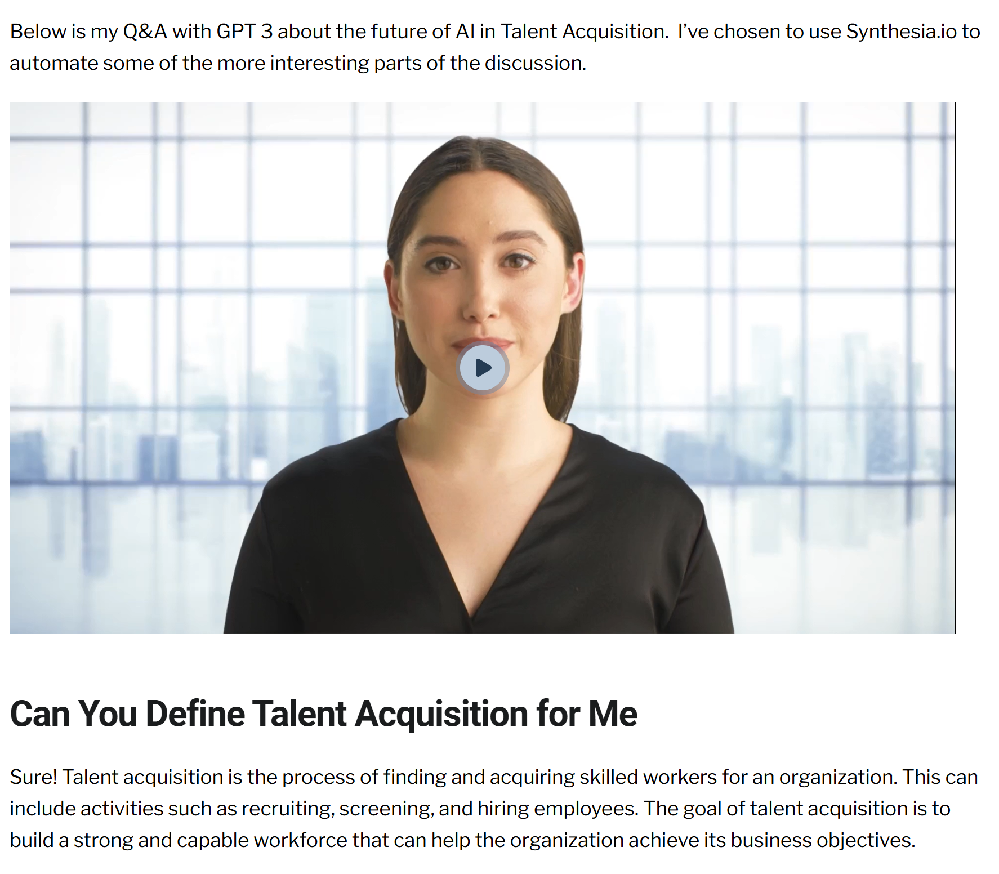 Below is my Q&A with GPT 3 about the future of AI in Talent Acquisition.  I’ve chosen to use Synthesia.io to
automate some of the more interesting parts of the discussion.
Can You Define Talent Acquisition for Me
Sure! Talent acquisition is the process of finding and acquiring skilled workers for an organization. This can
include activities such as recruiting, screening, and hiring employees. The goal of talent acquisition is to
build a strong and capable workforce that can help the organization achieve its business objectives.